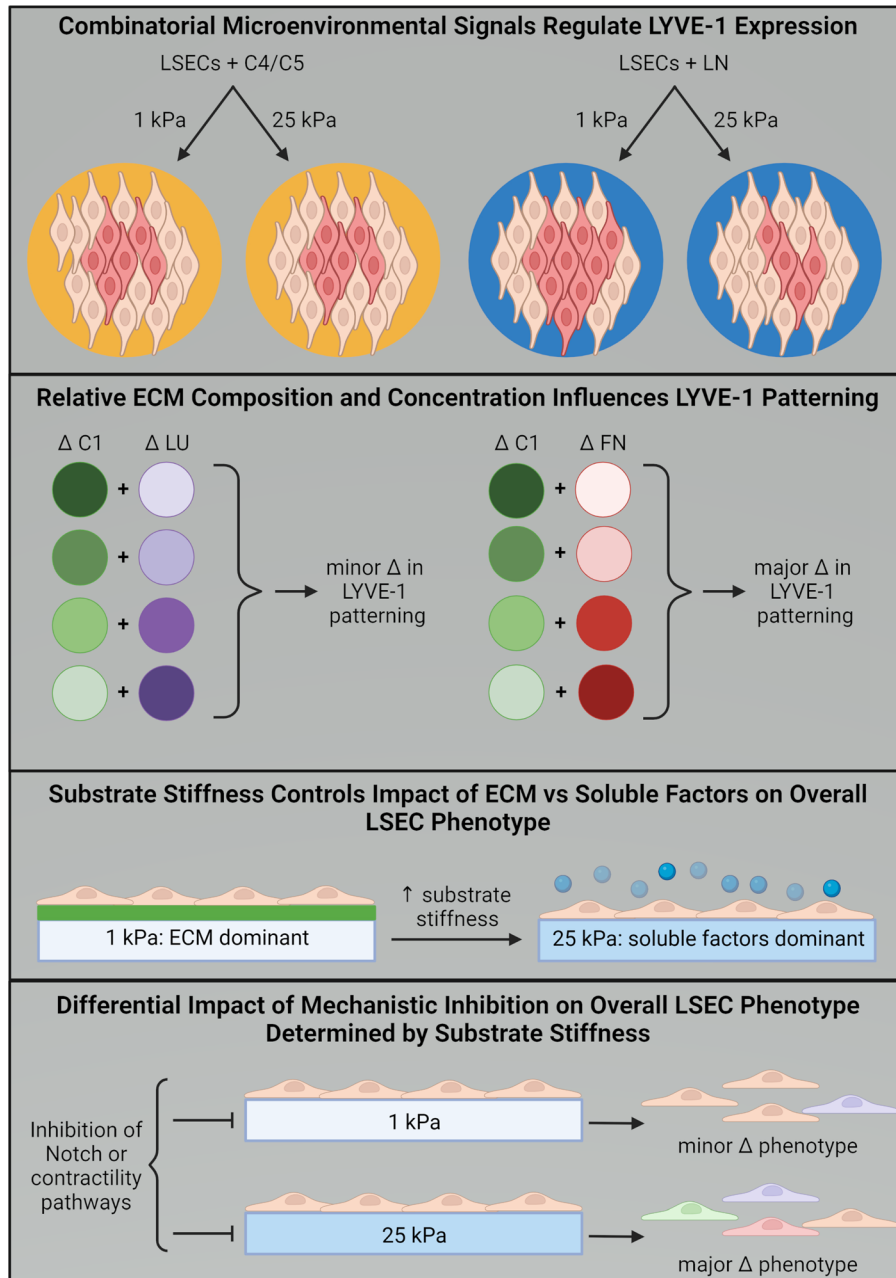 Combinatorial Microenvironmental Signals Regulate LYVE-1 Expression
LSECs + C4/C5
LSECs + LN
1 kPa
25 kPa
1 kPa
25 kPa
Relative ECM Composition and Concentration Influences LYVE-1 Patterning
Δ C1
Δ LU
Δ C1
Δ FN
+
+
+
+
+
+
+
+
minor Δ in
LYVE-1
patterning
major Δ in
LYVE-1
patterning
Substrate Stiffness Controls Impact of ECM vs Soluble Factors on Overall
LSEC Phenotype
1 kPa: ECM dominant
↑ substrate
stiffness
25 kPa: soluble factors dominant
Differential Impact of Mechanistic Inhibition on Overall LSEC Phenotype
Determined by Substrate Stiffness
Inhibition of
Notch or
contractility
pathways
1 kPa
minor Δ phenotype
25 kPa
major Δ phenotype